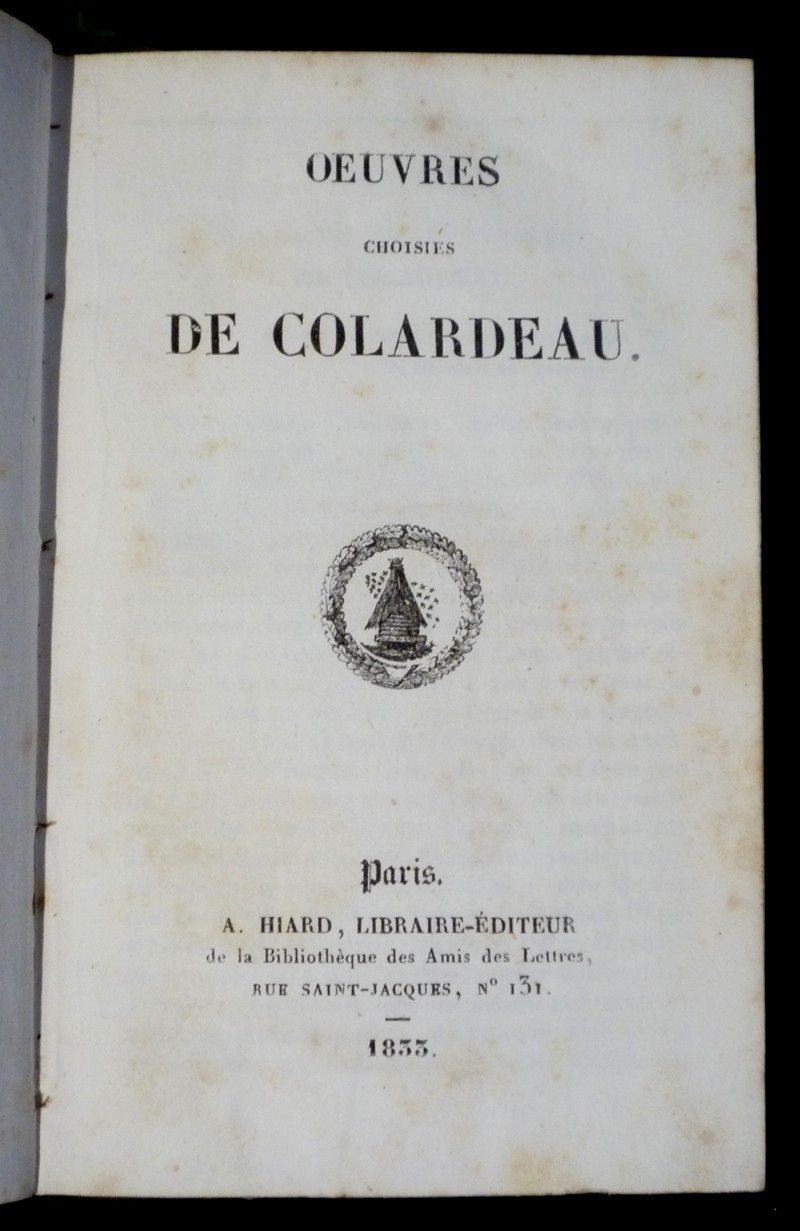 OEUVRES
CHOISIES
DE COLARDEAU.
Paris.
A. HIARD, LIBRAIRE-ÉDITEUR
de la Bibliothèque des Amis des Lettres,
RUE SAINT-JACQUES, N° 131.
1833.